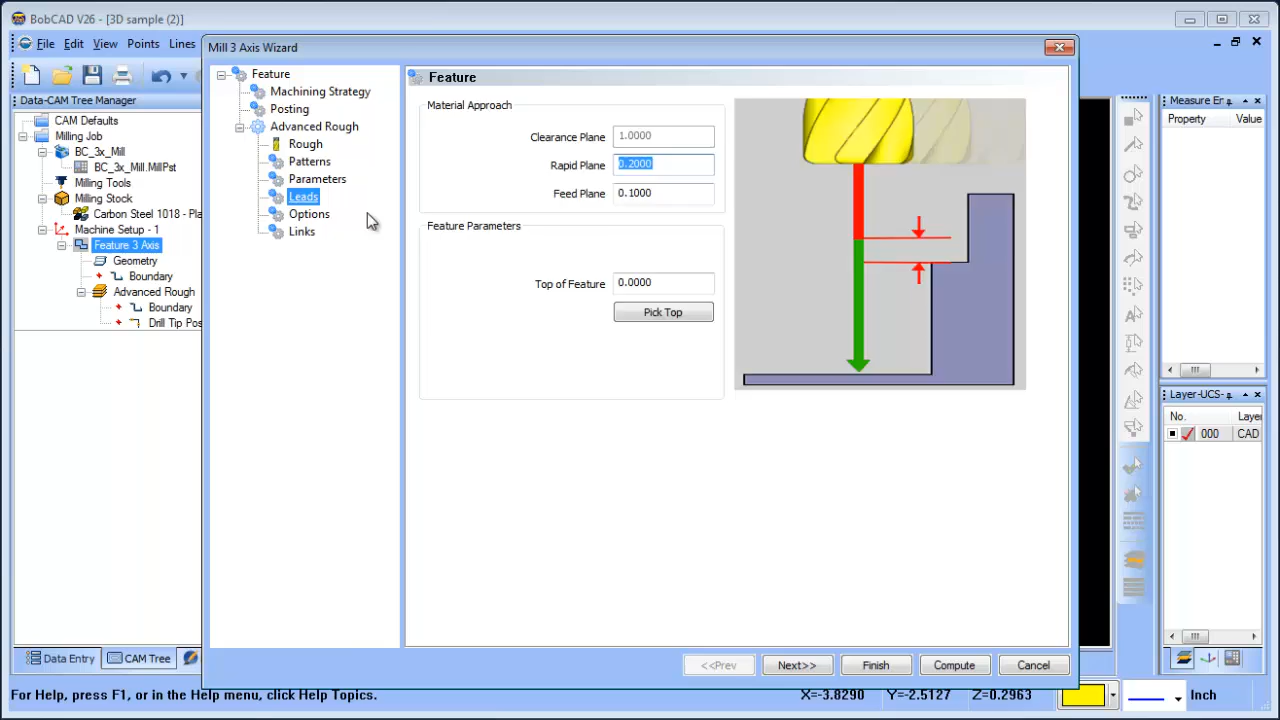 BobCAD V26 - [3D sample (2)]
File Edit View Points Lines
Data-CAM Tree Manager
CAM Defaults
Milling Job
BC_3x_Mill
BC_3x_Mill.MillPst
Milling Tools
Milling Stock
Carbon Steel 1018 - Pla
Machine Setup - 1
Feature 3 Axis
Geometry
Boundary
Advanced Rough
Boundary
Drill Tip Pos
Data Entry
CAM Tree
Mill 3 Axis Wizard
Feature
Machining Strategy
Posting
Advanced Rough
Rough
Patterns
Parameters
Leads
Options
Links
Feature
Material Approach
Clearance Plane 1.0000
Rapid Plane 0.2000
Feed Plane 0.1000
Feature Parameters
Top of Feature 0.0000
Pick Top
<<Prev Next>> Finish Compute Cancel
Measure Er
Property Value
Layer-UCS-
No. Laye
000 CAD
For Help, press F1, or in the Help menu, click Help Topics.
X=-3.8290 Y=-2.5127 Z=0.2963
Inch